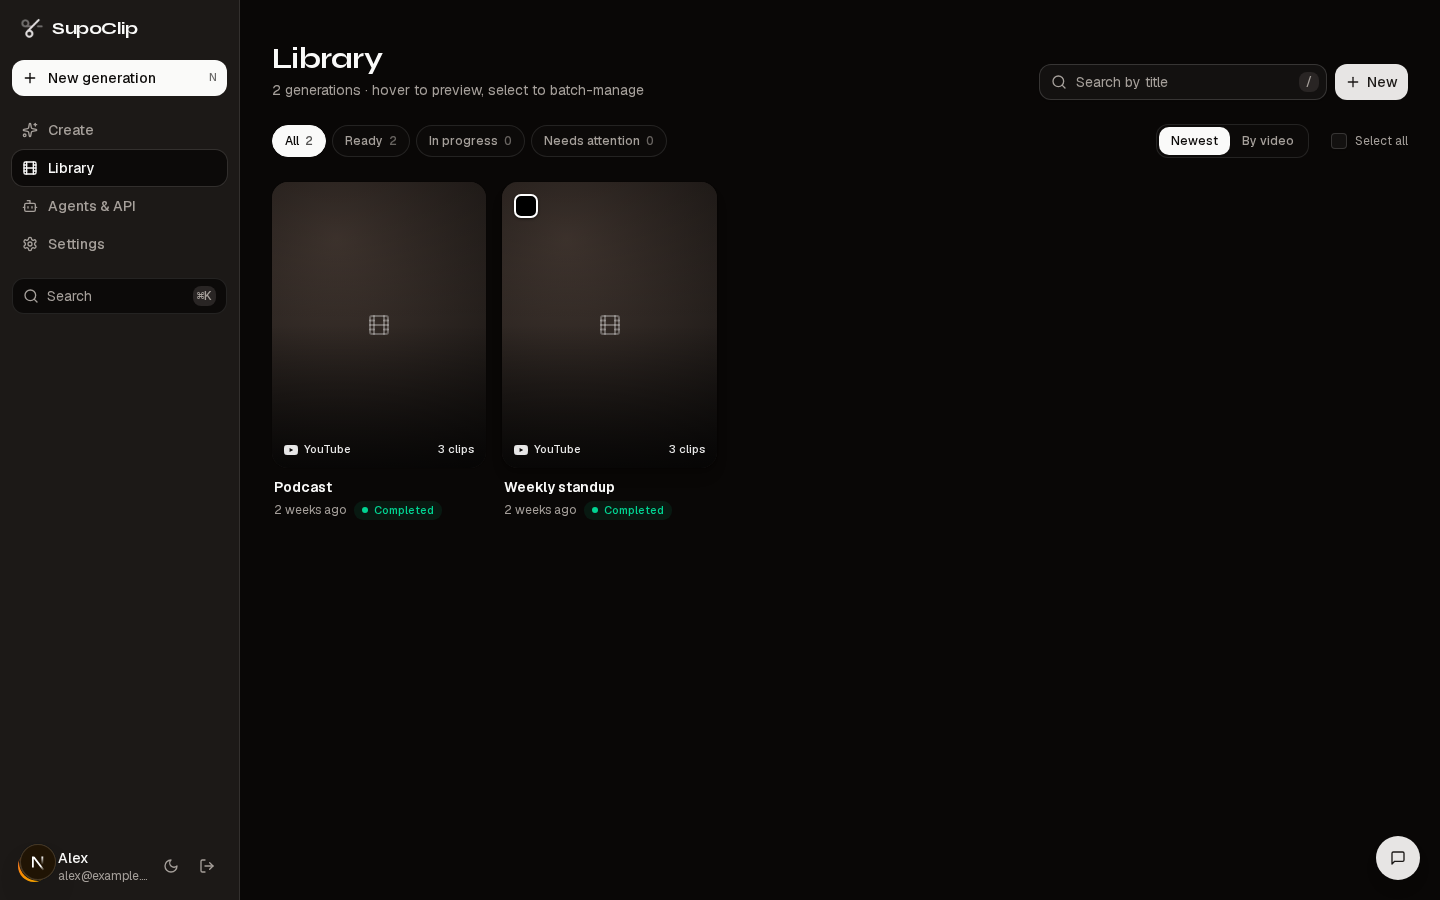 SupoClip
New generation N
Create
Library
Agents & API
Settings
Search ⌘K
Library
2 generations · hover to preview, select to batch-manage
Search by title /
New
All 2
Ready 2
In progress 0
Needs attention 0
Newest
By video
Select all
YouTube 3 clips
Podcast
2 weeks ago Completed
YouTube 3 clips
Weekly standup
2 weeks ago Completed
N
Alex
alex@example....